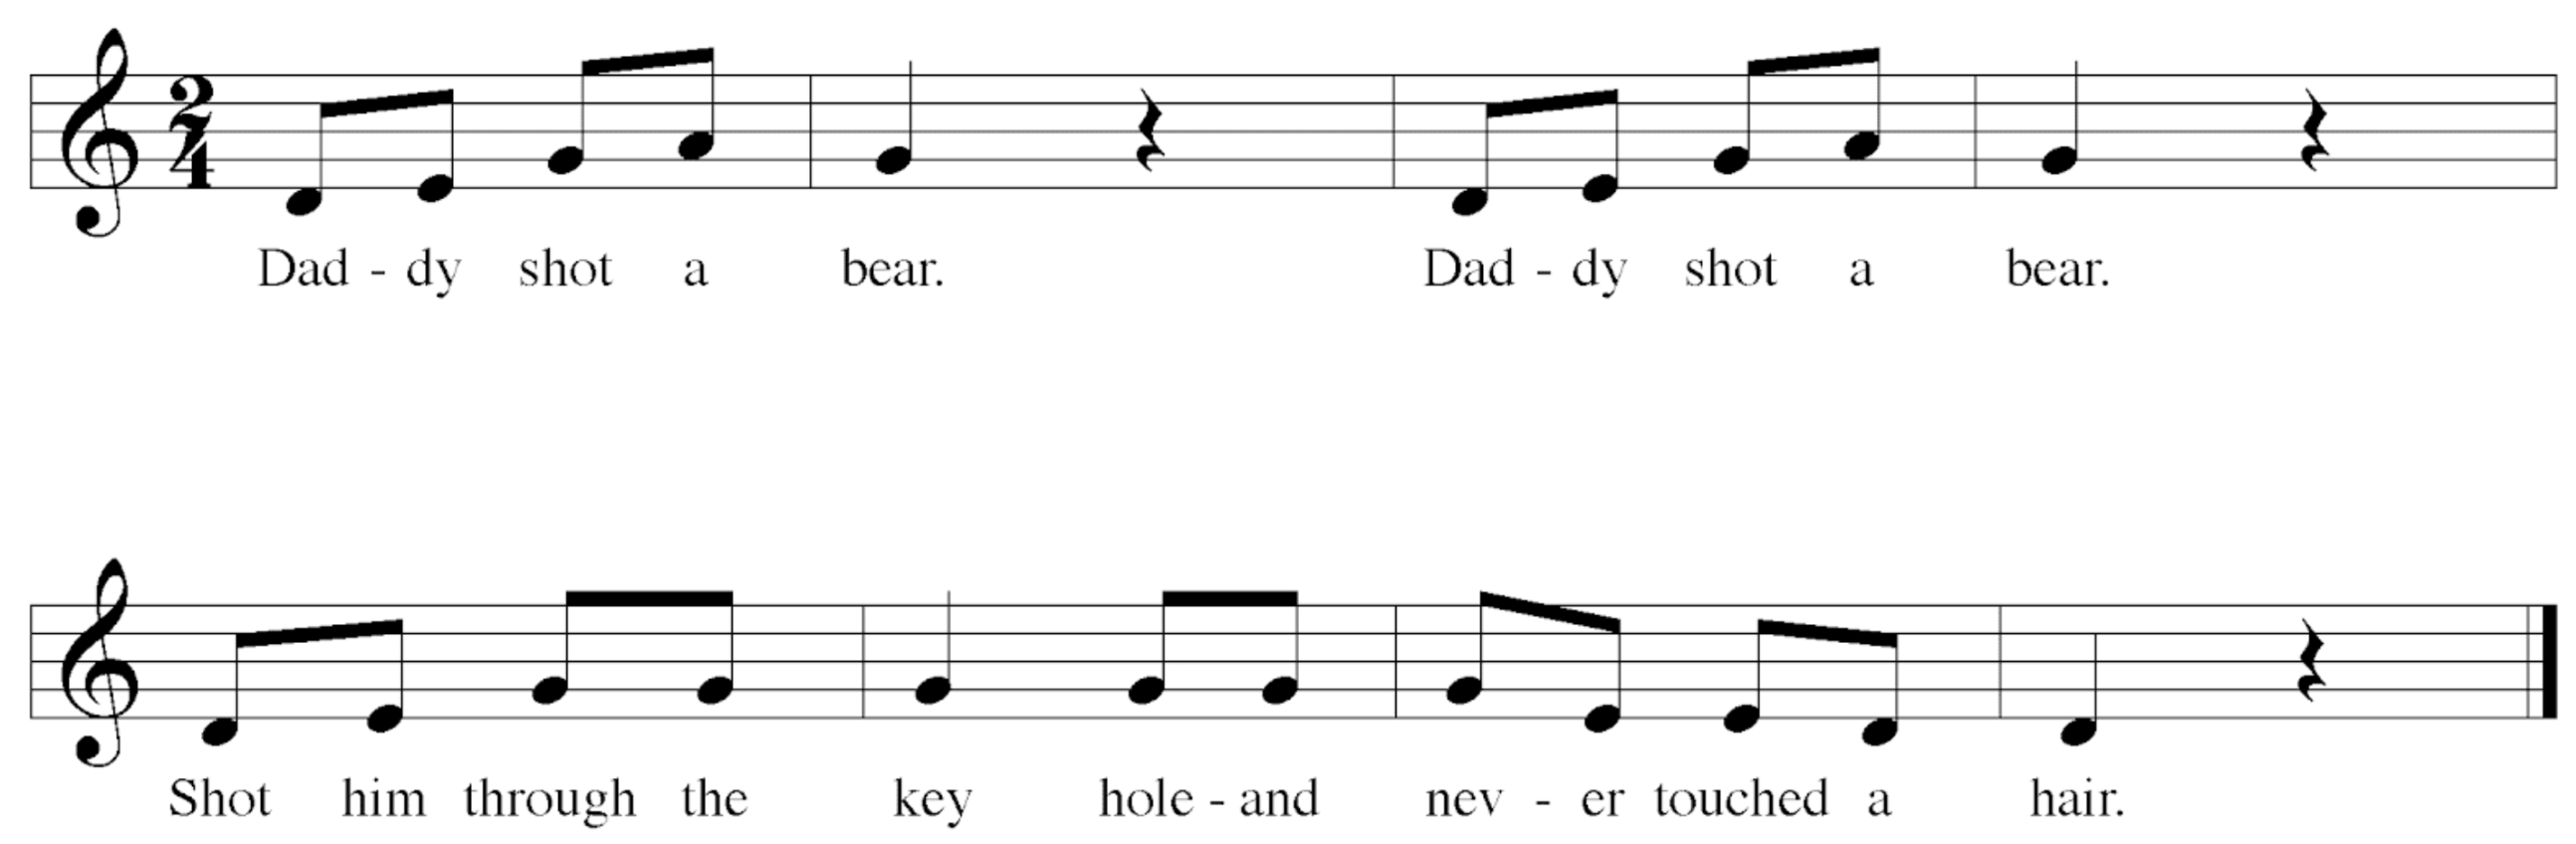 2
4
Dad - dy shot a bear. Dad - dy shot a bear.
Shot him through the key hole - and nev - er touched a hair.